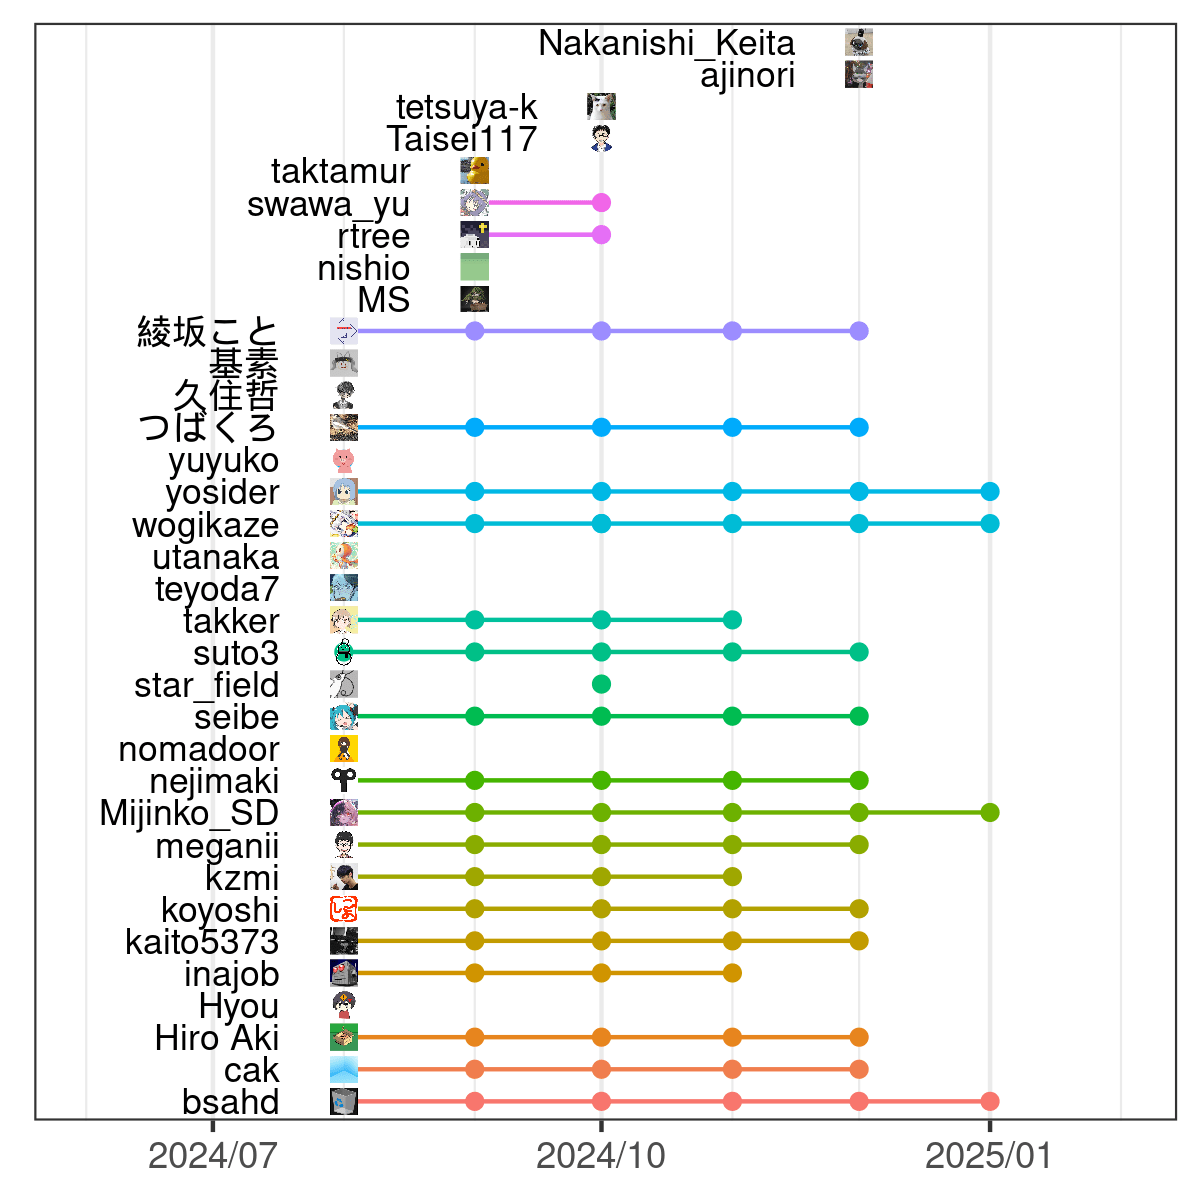 Nakanishi_Keita
ajinori
tetsuya-k
Taisei117
taktamur
swawa_yu
rtree
nishio
MS
綾坂こと
基素
久住哲
つばくろ
yuyuko
yosider
wogikaze
utanaka
teyoda7
takker
suto3
star_field
seibe
nomadoor
nejimaki
Mijinko_SD
meganii
kzmi
koyoshi
kaito5373
inajob
Hyou
Hiro Aki
cak
bsahd
2024/07 2024/10 2025/01